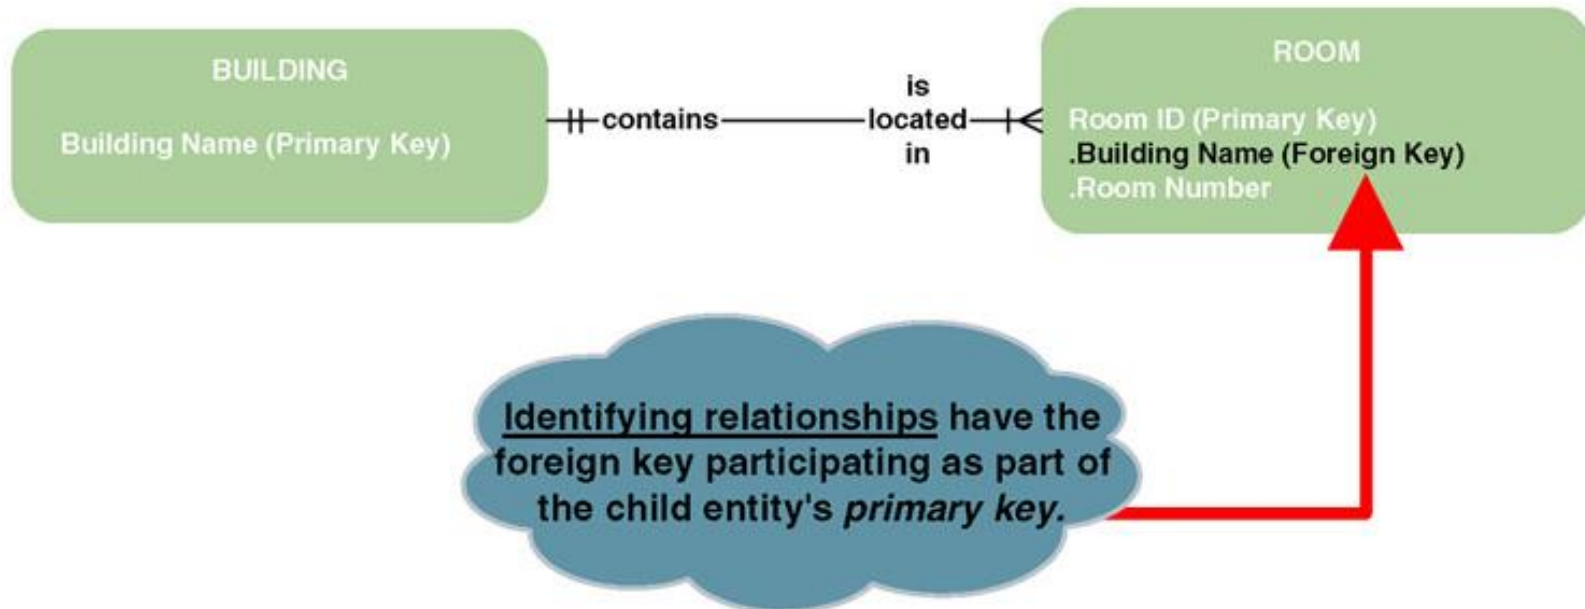 BUILDING
Building Name (Primary Key)
contains
is
located
in
ROOM
Room ID (Primary Key)
.Building Name (Foreign Key)
.Room Number
Identifying relationships have the
foreign key participating as part of
the child entity's primary key.